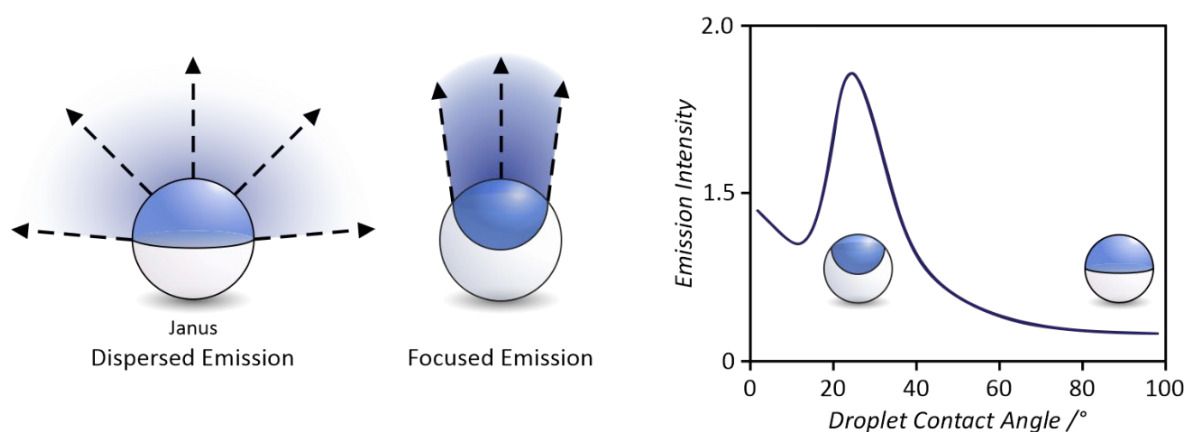 Janus
Dispersed Emission
Focused Emission
Emission Intensity
2.0
1.5
0
0
20
40
60
80
100
Droplet Contact Angle /°